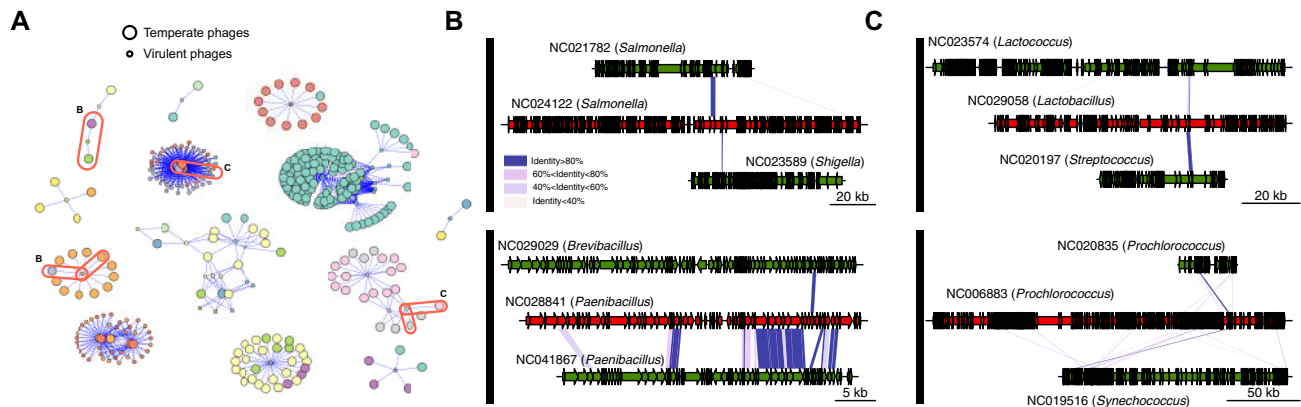 A
Temperate phages
Virulent phages
B
C
B
C
B
NC021782 (Salmonella)
NC024122 (Salmonella)
NC023589 (Shigella)
Identity>80%
60%<Identity<80%
40%<Identity<60%
Identity<40%
20 kb
NC029029 (Brevibacillus)
NC028841 (Paenibacillus)
NC041867 (Paenibacillus)
5 kb
C
NC023574 (Lactococcus)
NC029058 (Lactobacillus)
NC020197 (Streptococcus)
20 kb
NC020835 (Prochlorococcus)
NC006883 (Prochlorococcus)
NC019516 (Synechococcus)
50 kb